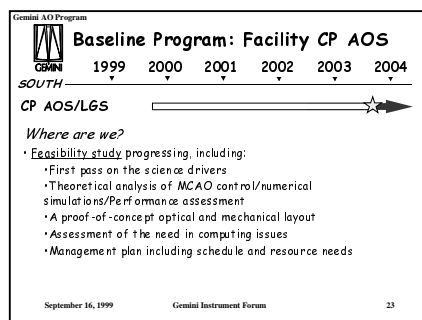 Gemini AO Program
Baseline Program: Facility CP AOS
GEMINI
1999 2000 2001 2002 2003 2004
SOUTH
CP AOS/LGS
Where are we?
• Feasibility study progressing, including:
•First pass on the science drivers
•Theoretical analysis of MCAO control/numerical
simulations/Performance assessment
•A proof-of-concept optical and mechanical layout
•Assessment of the need in computing issues
•Management plan including schedule and resource needs
September 16, 1999 Gemini Instrument Forum 23